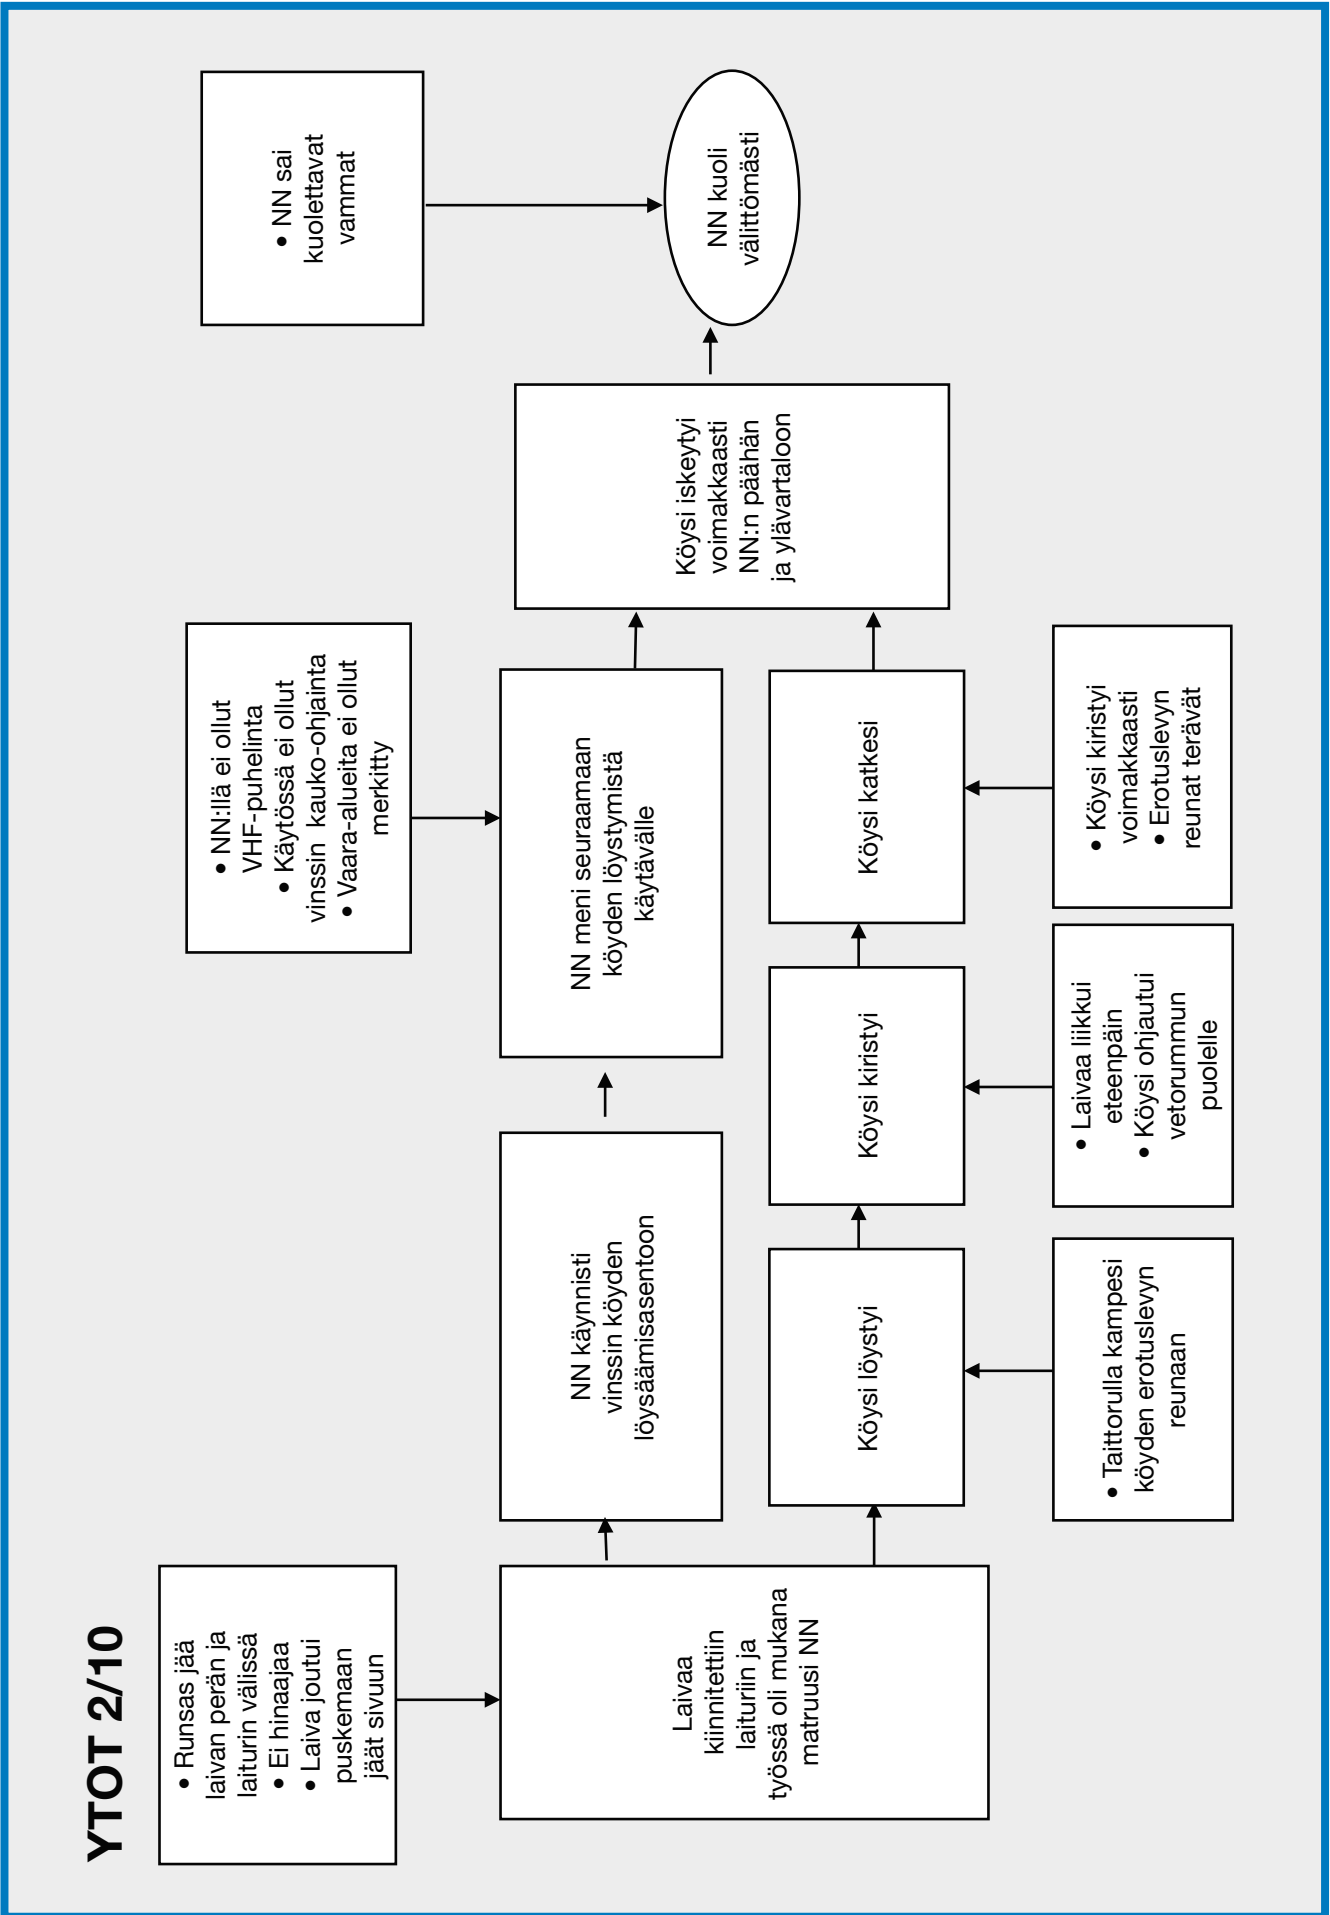 YTOT 2/10
• Runsas jää
laivan perän ja
laiturin välissä
• Ei hinaajaa
• Laiva joutui
puskemaan
jäät sivuun
Laivaa
kiinnitettiin
laituriin ja
työssä oli mukana
matruusi NN
NN käynnisti
vinssin köyden
löysäämisasentoon
• NN:llä ei ollut
VHF-puhelinta
• Käytössä ei ollut
vinssin kauko-ohjainta
• Vaara-alueita ei ollut
merkitty
NN meni seuraamaan
köyden löystymistä
käytävälle
Köysi löystyi
• Taittorulla kampesi
köyden erotuslevyn
reunaan
Köysi kiristyi
• Laivaa liikkui
eteenpäin
• Köysi ohjautui
vetorummun
puolelle
Köysi katkesi
• Köysi kiristyi
voimakkaasti
• Erotuslevyn
reunat terävät
Köysi iskeytyi
voimakkaasti
NN:n päähän
ja ylävartaloon
• NN sai
kuolettavat
vammat
NN kuoli
välittömästi